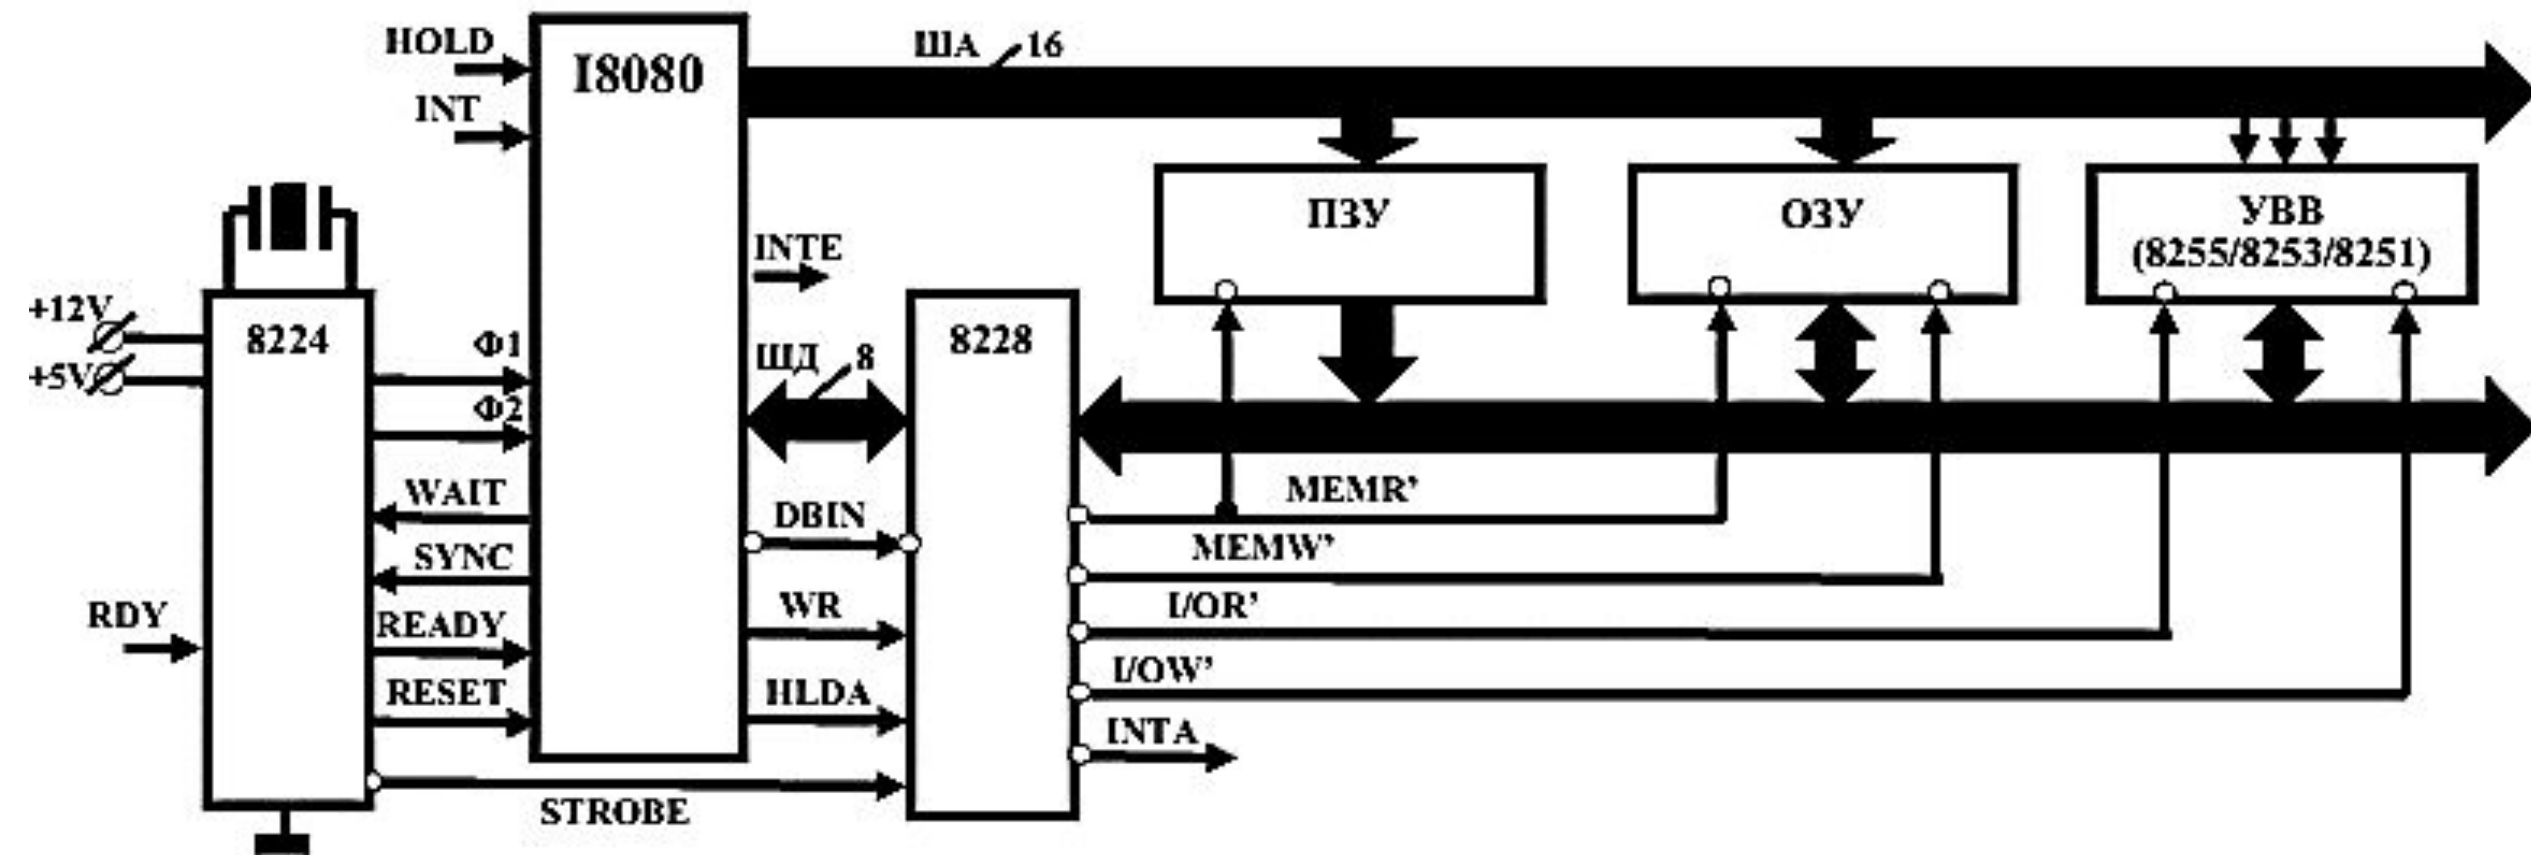 HOLD
INT
I8080
ША 16
ПЗУ
ОЗУ
УВВ
(8255/8253/8251)
INTE
+12V
+5V
8224
Ф1
Ф2
ШД 8
8228
WAIT
SYNC
RDY
READY
RESET
DBIN
WR
HLDA
STROBE
MEMR’
MEMW’
I/OR’
I/OW’
INTA